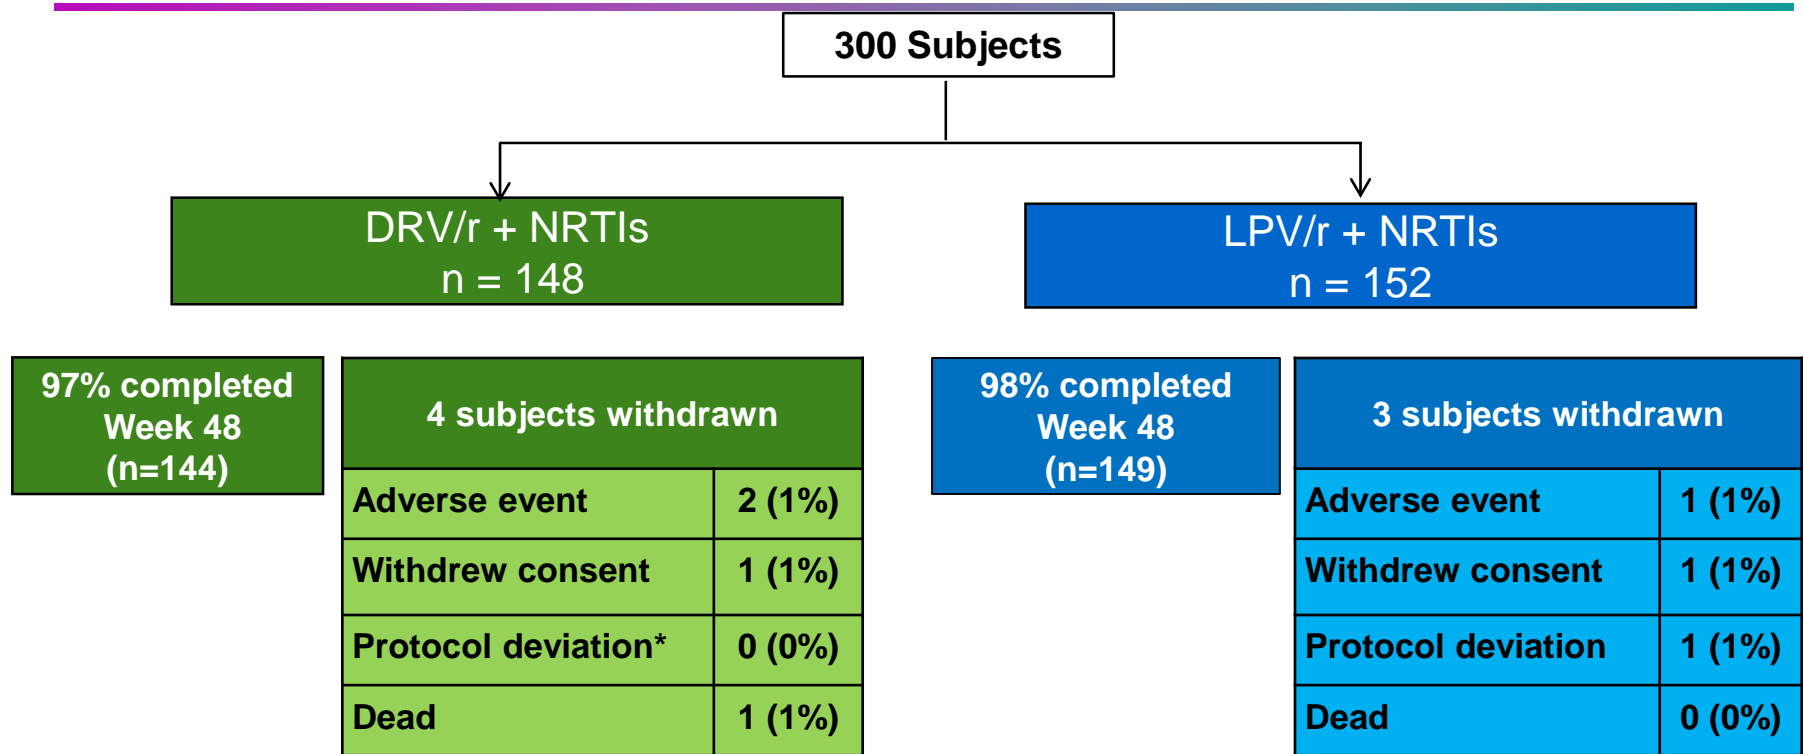 300 Subjects
DRV/r + NRTIs
n = 148
LPV/r + NRTIs
n = 152
97% completed
Week 48
(n=144)
4 subjects withdrawn
Adverse event 2 (1%)
Withdrew consent 1 (1%)
Protocol deviation* 0 (0%)
Dead 1 (1%)
98% completed
Week 48
(n=149)
3 subjects withdrawn
Adverse event 1 (1%)
Withdrew consent 1 (1%)
Protocol deviation 1 (1%)
Dead 0 (0%)